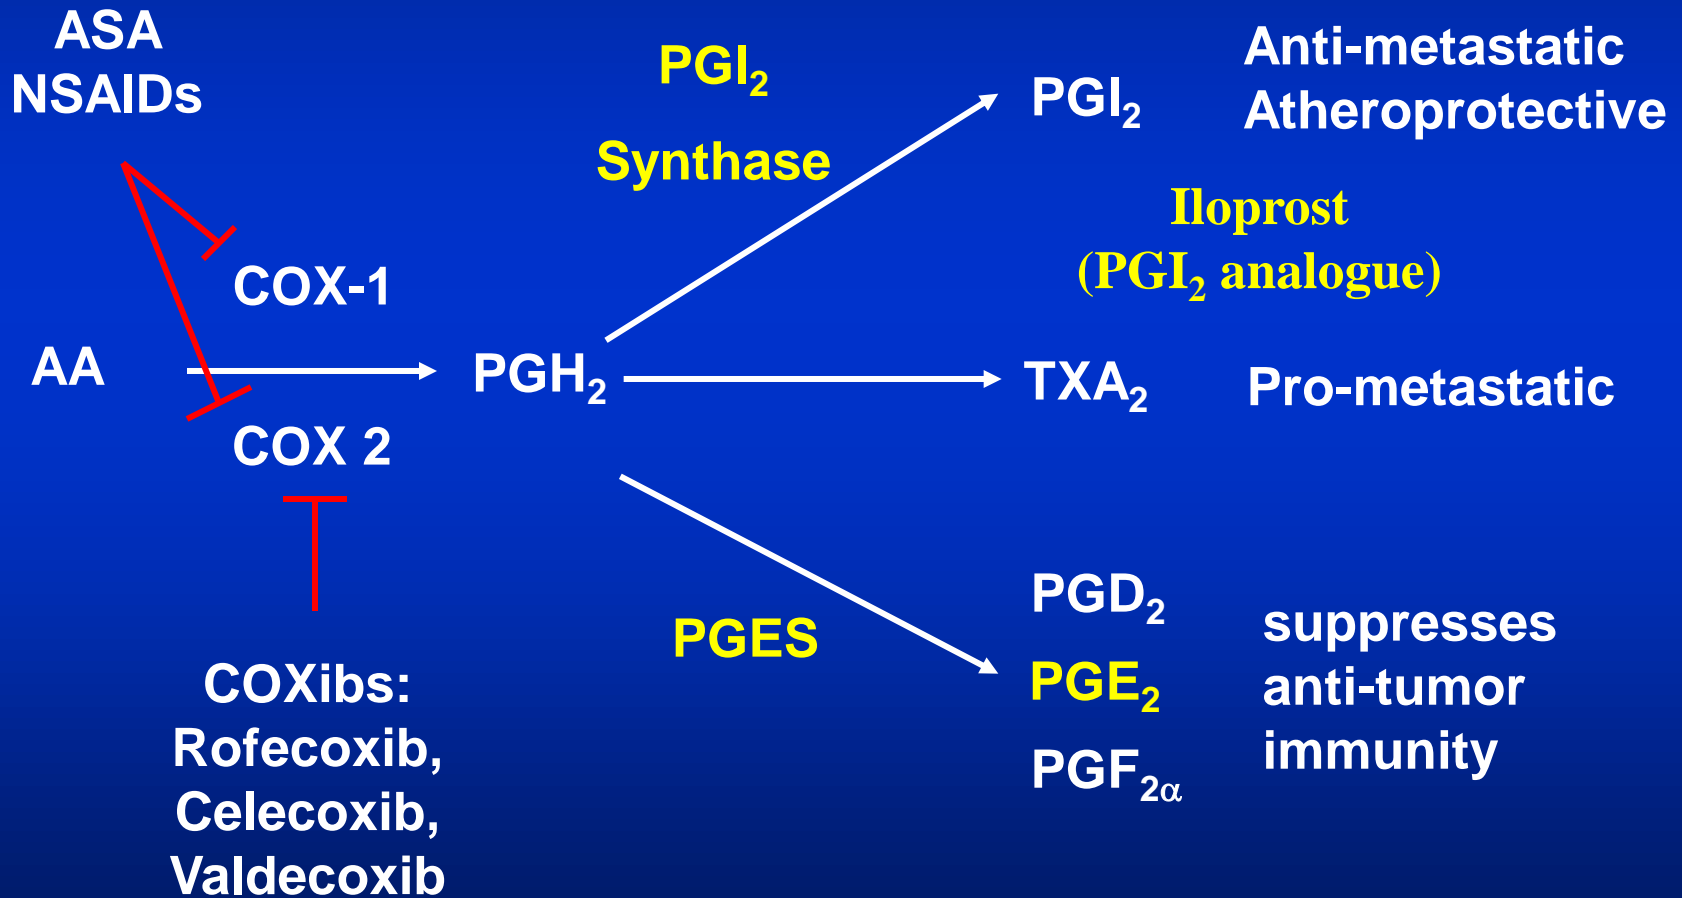 ASA
NSAIDs
PGI₂
Synthase
PGI₂
Anti-metastatic
Atheroprotective
Iloprost
(PGI₂ analogue)
COX-1
AA
PGH₂
TXA₂
Pro-metastatic
COX 2
PGES
PGD₂
PGE₂
PGF₂α
suppresses
anti-tumor
immunity
COXibs:
Rofecoxib,
Celecoxib,
Valdecoxib